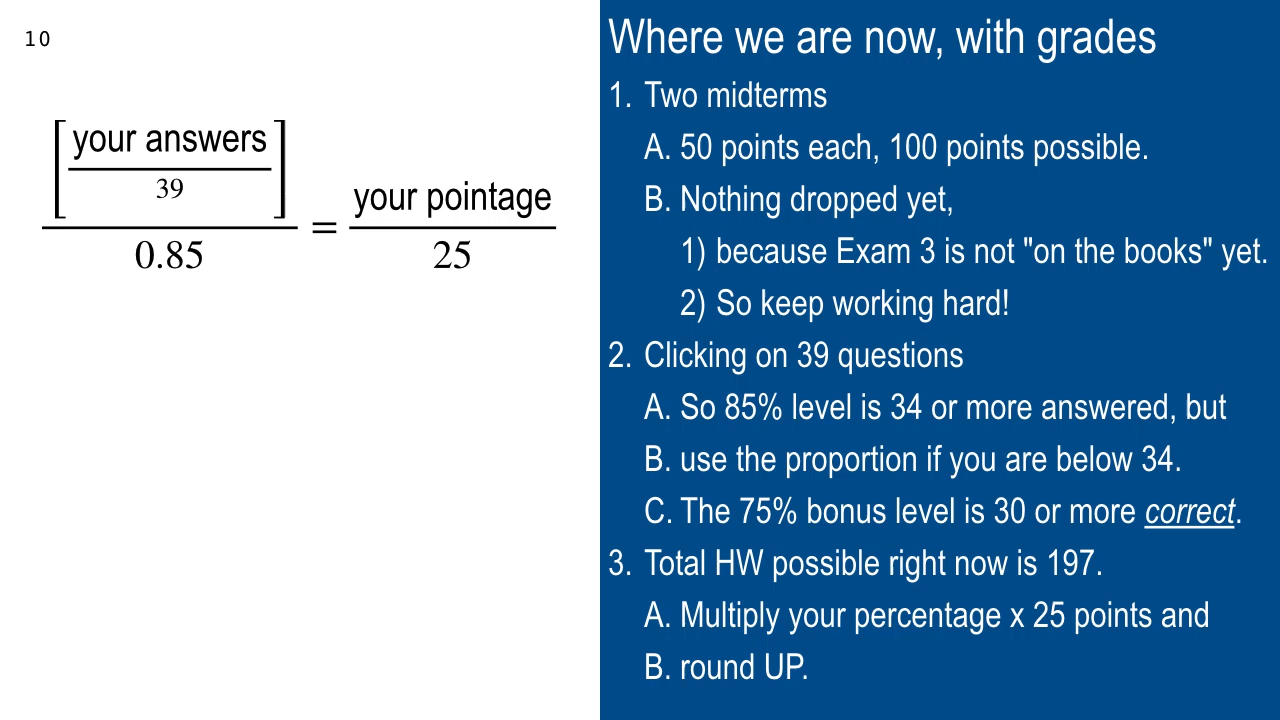 10
[your answers / 39] / 0.85 = your pointage / 25
Where we are now, with grades
1. Two midterms
A. 50 points each, 100 points possible.
B. Nothing dropped yet,
1) because Exam 3 is not "on the books" yet.
2) So keep working hard!
2. Clicking on 39 questions
A. So 85% level is 34 or more answered, but
B. use the proportion if you are below 34.
C. The 75% bonus level is 30 or more correct.
3. Total HW possible right now is 197.
A. Multiply your percentage x 25 points and
B. round UP.